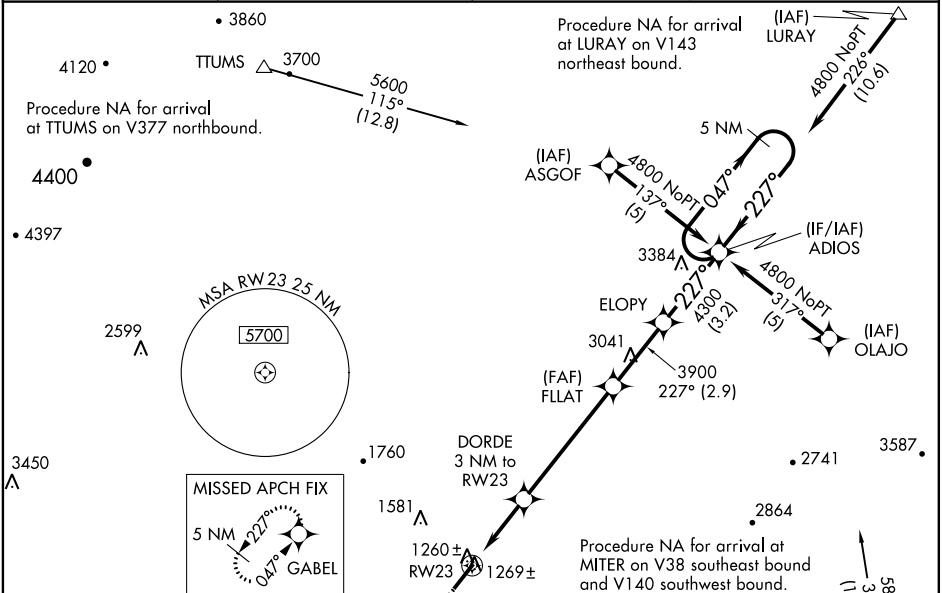 3860
TTUMS
3700
4120
5600
115°
(12.8)
Procedure NA for arrival
at TTUMS on V377 northbound.
4400
4397
Procedure NA for arrival
at LURAY on V143
northeast bound.
(IAF)
LURAY
4800 NoPT
226°
(10.6)
5 NM
(IAF)
ASGOF
4800 NoPT
137°
(5)
047°
227°
(IF/IAF)
ADIOS
3384
227°
4300
(3.2)
4800 NoPT
317°
(5)
(IAF)
OLAJO
ELOPY
3041
3900
227° (2.9)
(FAF)
FLLAT
MSA RW23 25 NM
5700
2599
1760
3450
DORDE
3 NM to
RW23
2741
3587
2864
MISSED APCH FIX
5 NM
227°
047°
GABEL
1581
1260±
RW23
1269±
Procedure NA for arrival at
MITER on V38 southeast bound
and V140 southwest bound.
58
3
(1